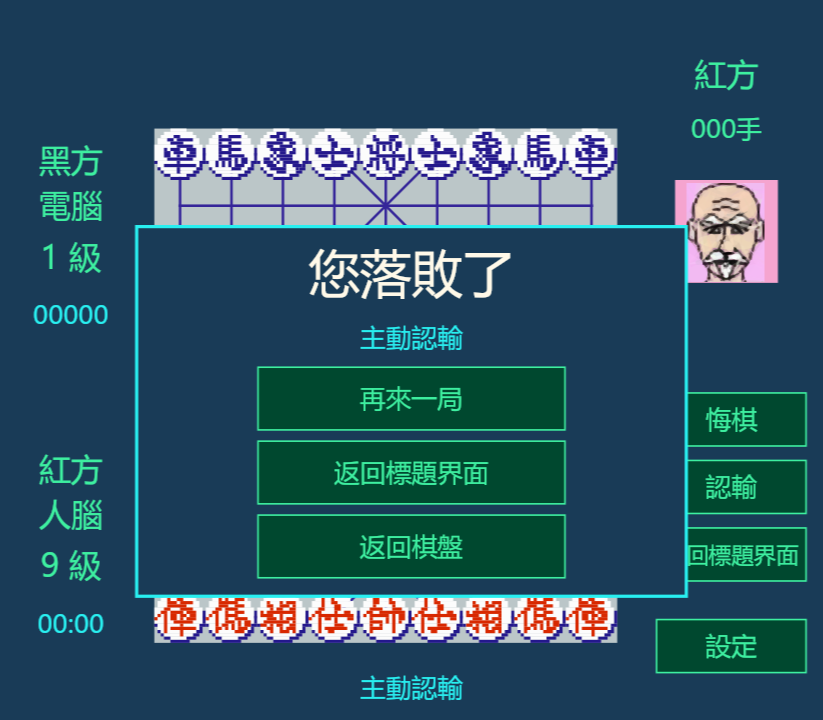 紅方
000手
黑方
電腦
1 級
00000
車馬象士將士象馬車
您落敗了
主動認輸
再來一局
返回標題界面
返回棋盤
悔棋
認輸
回標題界面
設定
紅方
人腦
9 級
00:00
俥傌相仕帥仕相傌俥
主動認輸